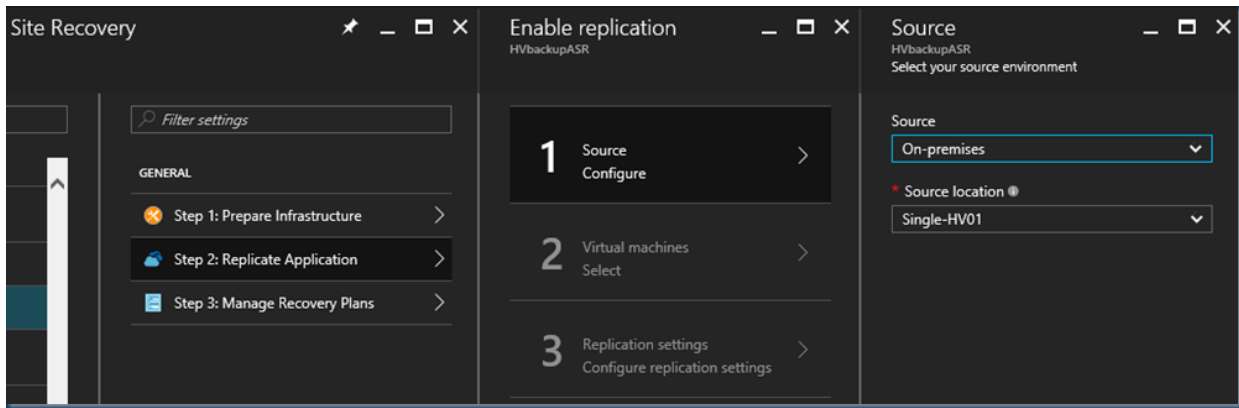 Site Recovery
Filter settings
GENERAL
Step 1: Prepare Infrastructure
Step 2: Replicate Application
Step 3: Manage Recovery Plans
Enable replication
HVbackupASR
1
Source
Configure
2
Virtual machines
Select
3
Replication settings
Configure replication settings
Source
HVbackupASR
Select your source environment
Source
On-premises
* Source location
Single-HV01